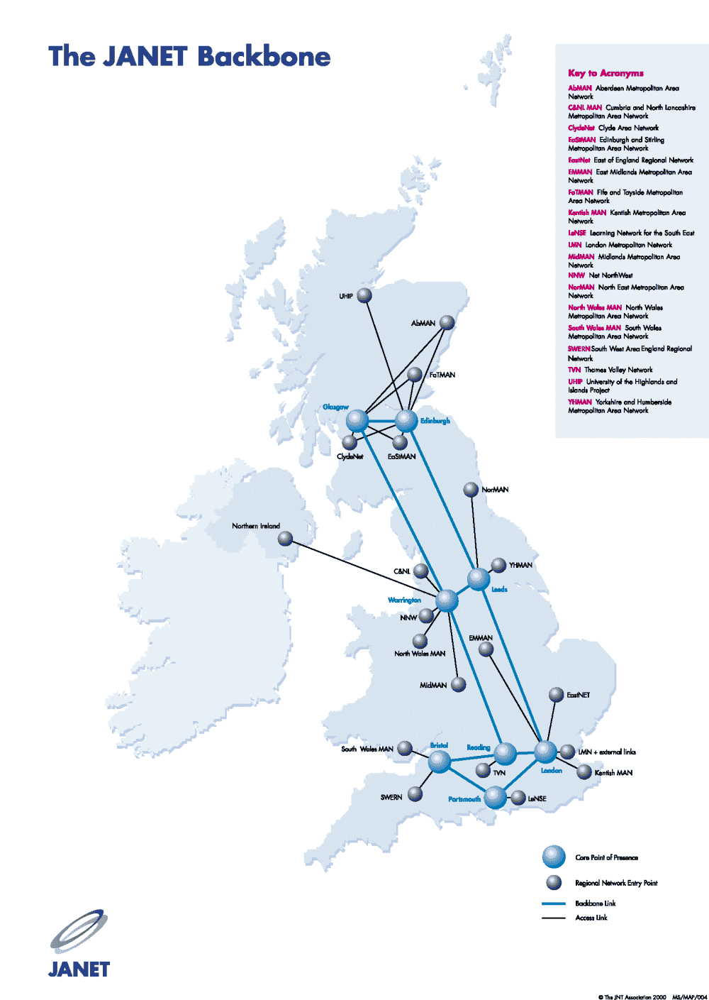 The JANET Backbone
Key to Acronyms
AbMAN Aberdeen Metropolitan Area
Network
C&NL MAN Cumbria and North Lancashire
Metropolitan Area Network
ClydeNet Clyde Area Network
EaStMAN Edinburgh and Stirling
Metropolitan Area Network
EastNet East of England Regional Network
EMMAN East Midlands Metropolitan Area
Network
FaTMAN Fife and Tayside Metropolitan
Area Network
Kentish MAN Kentish Metropolitan Area
Network
LeNSE Learning Network for the South East
LMN London Metropolitan Network
MidMAN Midlands Metropolitan Area
Network
NNW Net NorthWest
NorMAN North East Metropolitan Area
Network
North Wales MAN North Wales
Metropolitan Area Network
South Wales MAN South Wales
Metropolitan Area Network
SWERN South West Area England Regional
Network
TVN Thames Valley Network
UHIP University of the Highlands and
Islands Project
YHMAN Yorkshire and Humberside
Metropolitan Area Network
UHIP
AbMAN
FaTMAN
Glasgow
Edinburgh
ClydeNet
EaStMAN
NorMAN
Northern Ireland
YHMAN
C&NL
Leeds
Warrington
NNW
EMMAN
North Wales MAN
MidMAN
EastNET
South Wales MAN
Bristol
Reading
LMN + external links
TVN
London
Kentish MAN
SWERN
Portsmouth
LeNSE
Core Point of Presence
Regional Network Entry Point
Backbone Link
Access Link
JANET
© The JNT Association 2000 MS/MAP/004